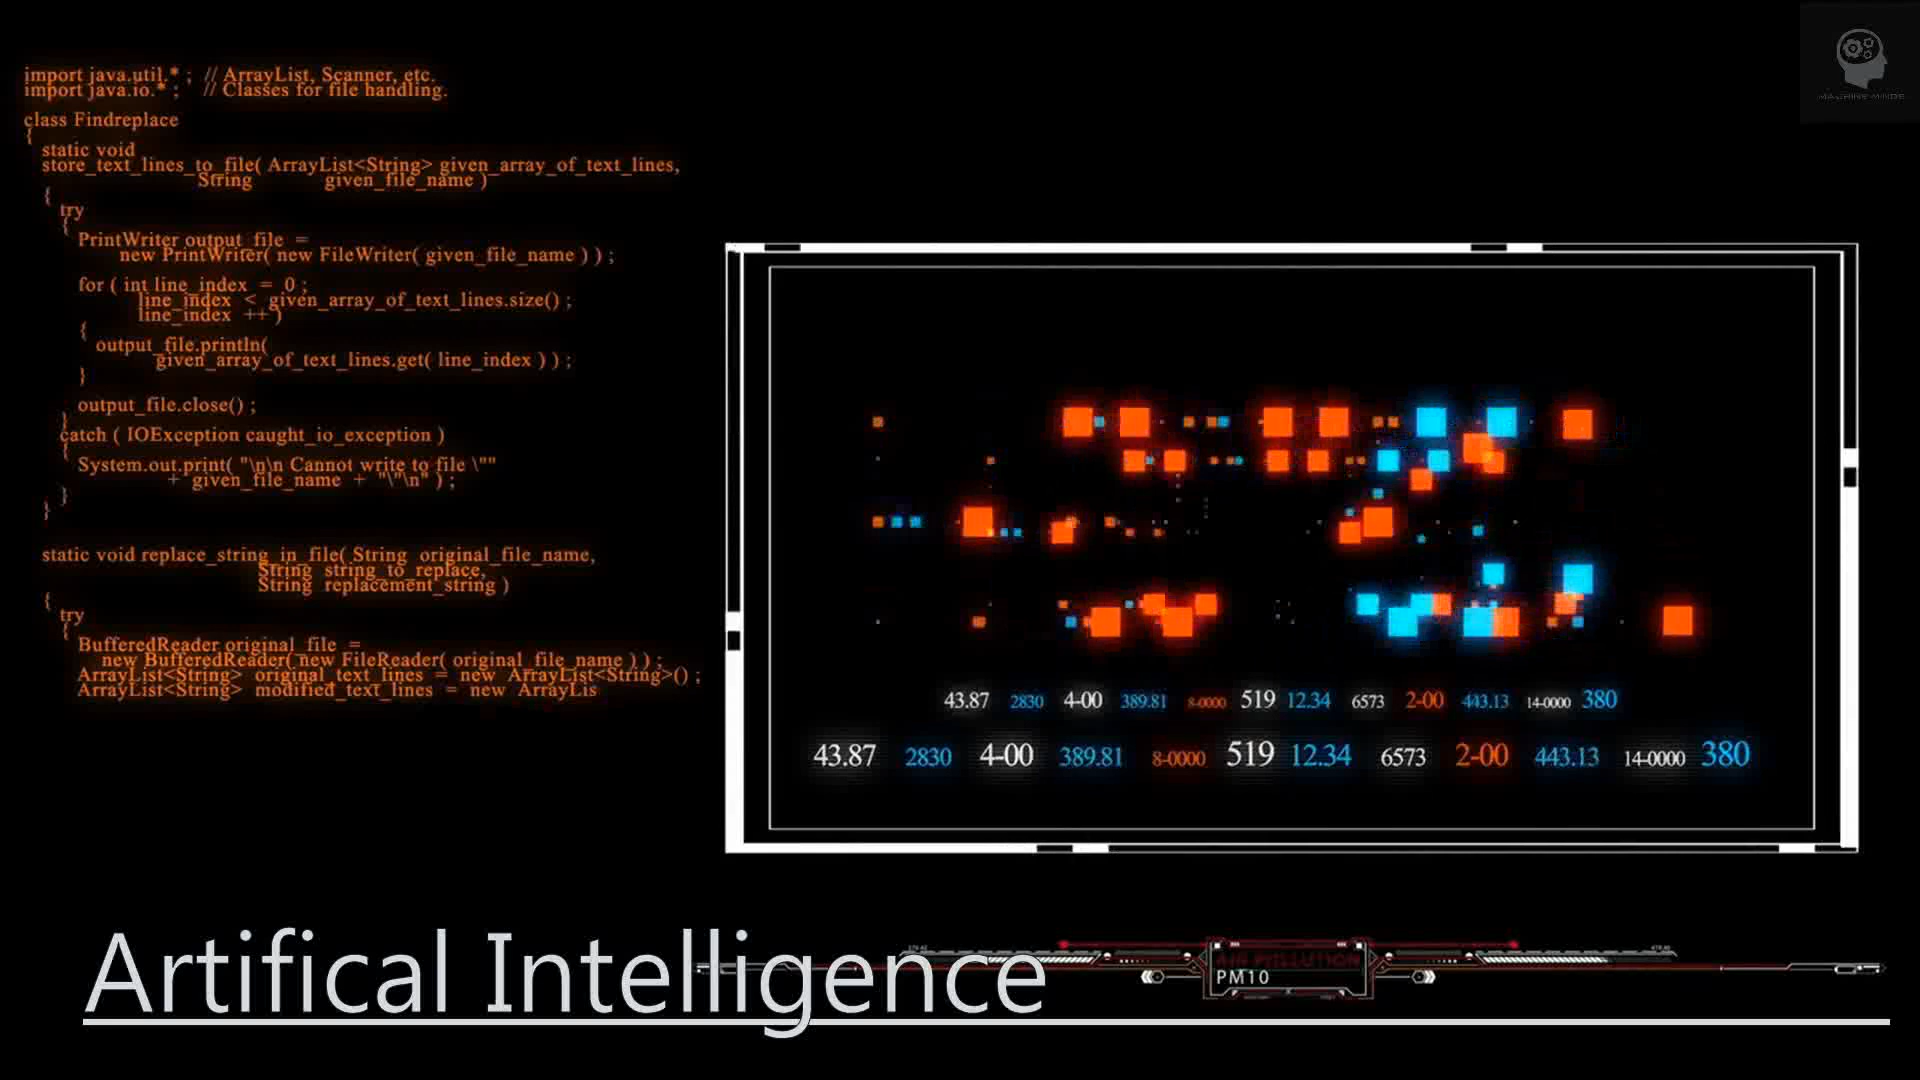 MACHINE MINDS
import java.util.* ; // ArrayList, Scanner, etc.
import java.io.* ; // Classes for file handling.
class Findreplace
{
static void
store_text_lines_to_file( ArrayList<String> given_array_of_text_lines,
String given_file_name )
{
try
{
PrintWriter output_file =
new PrintWriter( new FileWriter( given_file_name ) ) ;
for ( int line_index = 0 ;
line_index < given_array_of_text_lines.size() ;
line_index ++ )
{
output_file.println(
given_array_of_text_lines.get( line_index ) ) ;
}
output_file.close() ;
}
catch ( IOException caught_io_exception )
{
System.out.print( "\n\n Cannot write to file \""
+ given_file_name + "\"\n" ) ;
}
}
static void replace_string_in_file( String original_file_name,
String string_to_replace,
String replacement_string )
{
try
{
BufferedReader original_file =
new BufferedReader( new FileReader( original_file_name ) ) ;
ArrayList<String> original_text_lines = new ArrayList<String>() ;
ArrayList<String> modified_text_lines = new ArrayLis
43.87 2830 4-00 389.81 8-0000 519 12.34 6573 2-00 443.13 14-0000 380
43.87 2830 4-00 389.81 8-0000 519 12.34 6573 2-00 443.13 14-0000 380
AIR POLLUTION
PM10
Artifical Intelligence